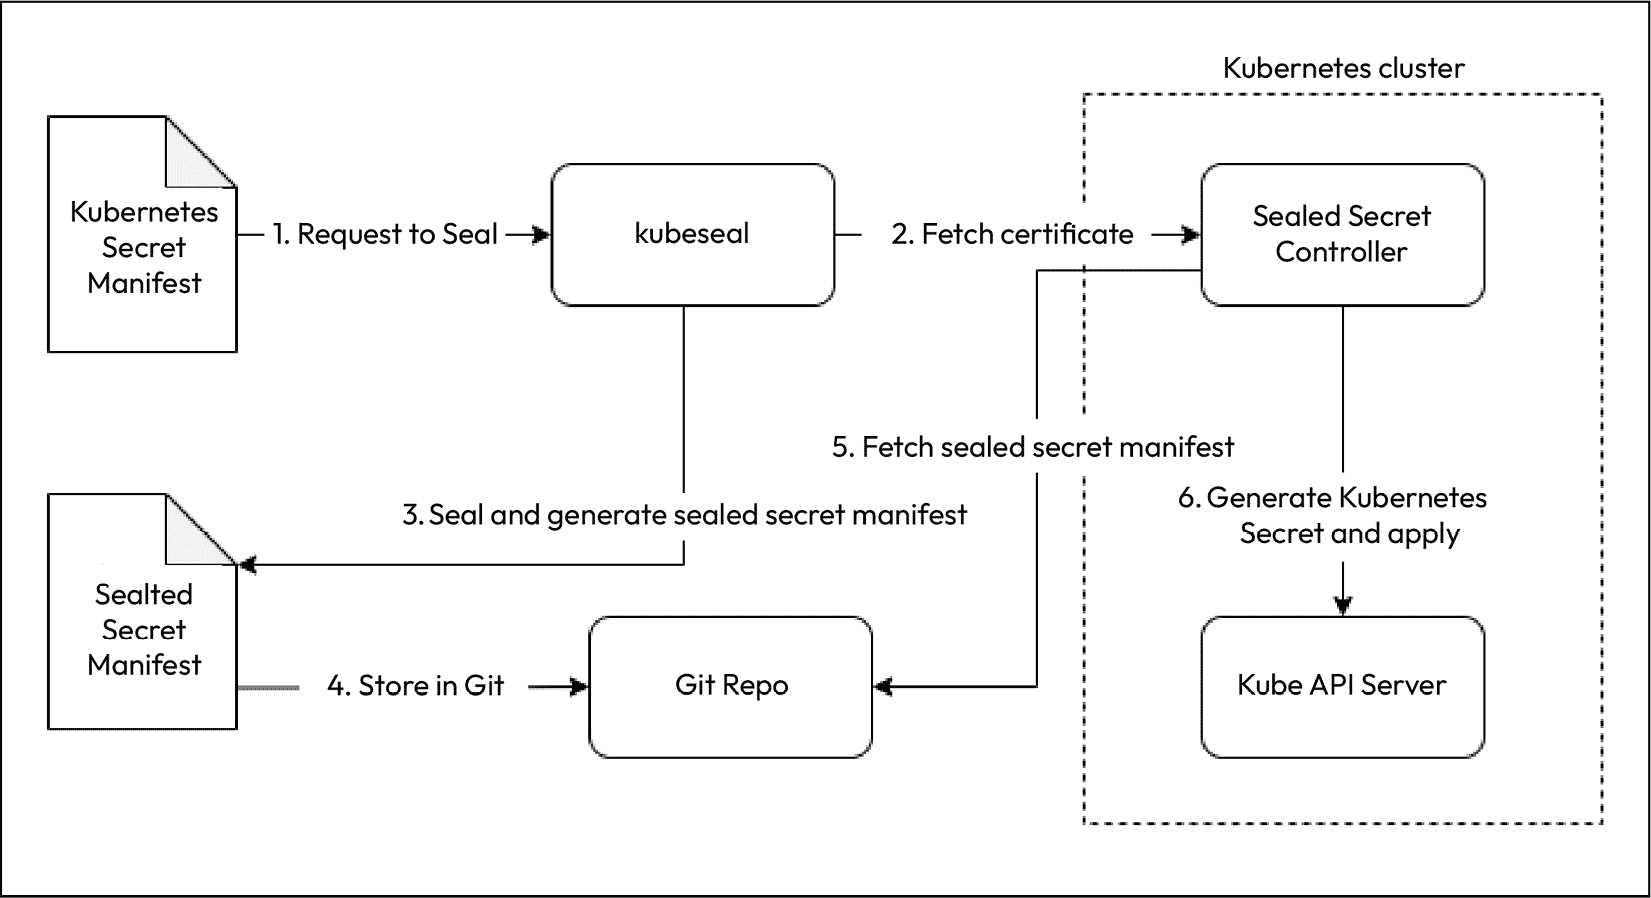 Kubernetes cluster
Kubernetes
Secret
Manifest
1. Request to Seal
kubeseal
2. Fetch certificate
Sealed Secret
Controller
5. Fetch sealed secret manifest
3. Seal and generate sealed secret manifest
6. Generate Kubernetes
Secret and apply
Sealted
Secret
Manifest
4. Store in Git
Git Repo
Kube API Server